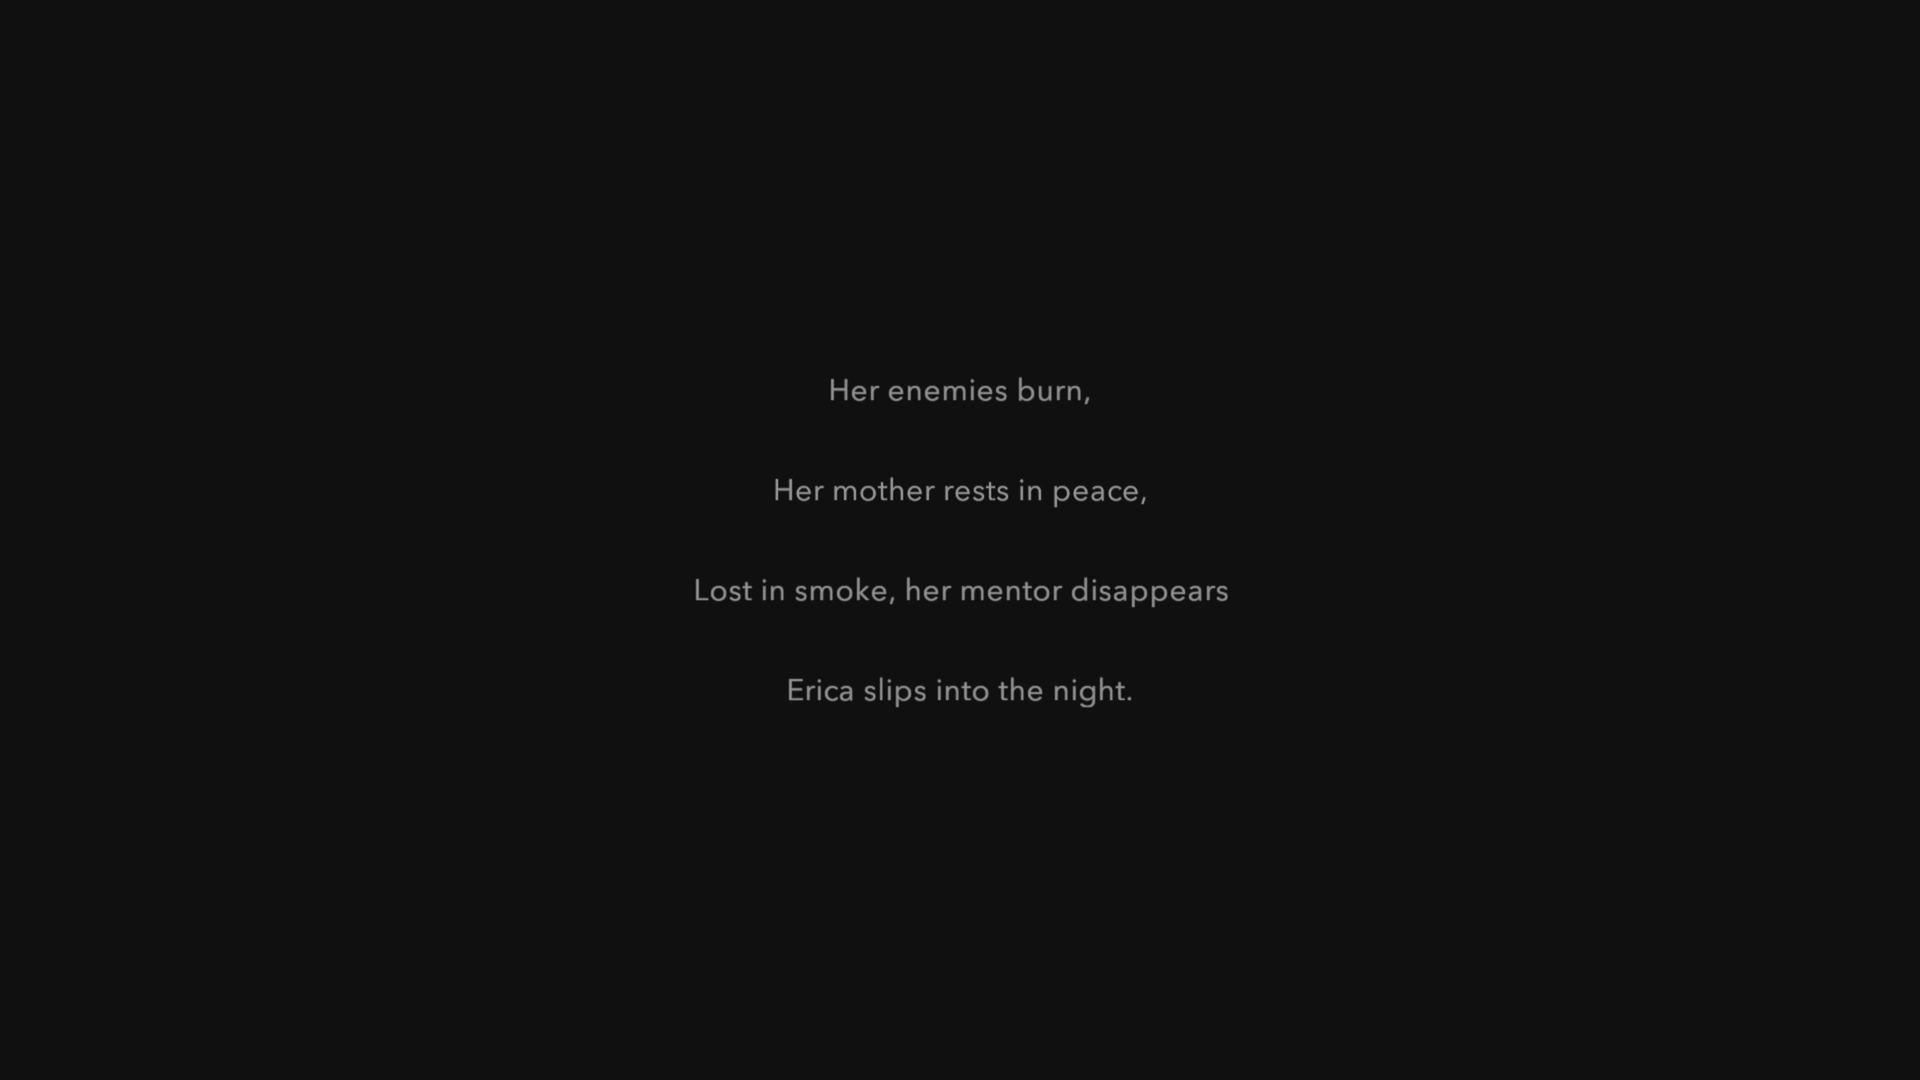 Her enemies burn,
Her mother rests in peace,
Lost in smoke, her mentor disappears
Erica slips into the night.